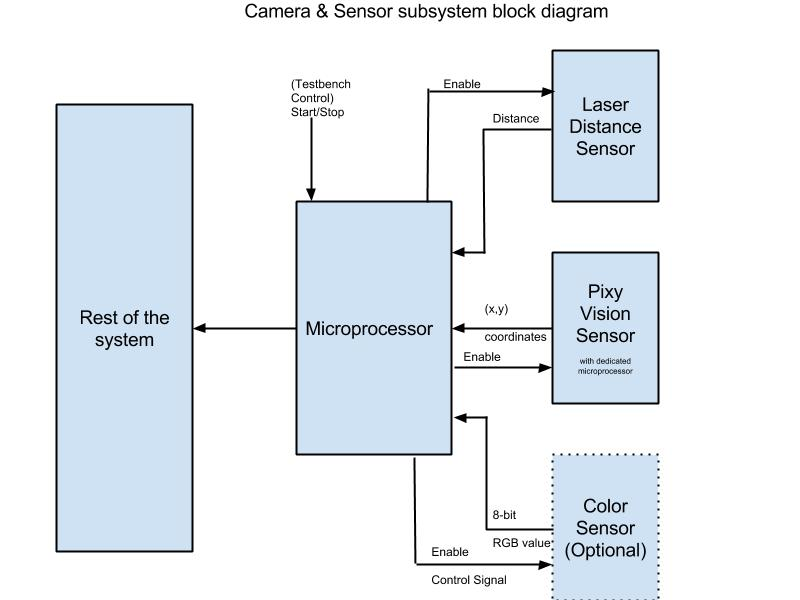 Camera & Sensor subsystem block diagram
(Testbench
Control)
Start/Stop
Enable
Distance
Laser
Distance
Sensor
Rest of the
system
Microprocessor
(x,y)
coordinates
Enable
Pixy
Vision
Sensor
with dedicated
microprocessor
8-bit
RGB value
Enable
Control Signal
Color
Sensor
(Optional)